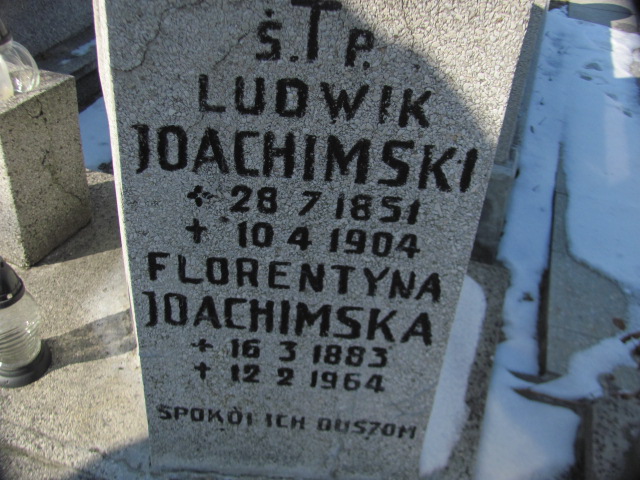 Ś. † P.
LUDWIK
JOACHIMSKI
* 28 7 1851
† 10 4 1904
FLORENTYNA
JOACHIMSKA
* 16 3 1883
† 12 2 1964
SPOKÓJ ICH DUSZOM